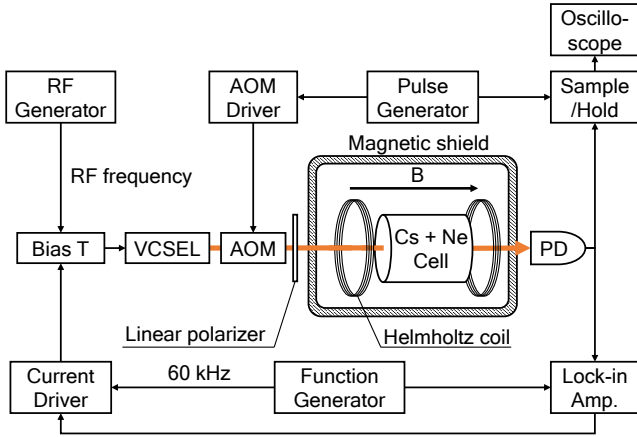 Oscillo-
scope
RF
Generator
AOM
Driver
Pulse
Generator
Sample
/Hold
Magnetic shield
RF frequency
B
Bias T
VCSEL
AOM
Cs + Ne
Cell
PD
Linear polarizer
Helmholtz coil
Current
Driver
60 kHz
Function
Generator
Lock-in
Amp.